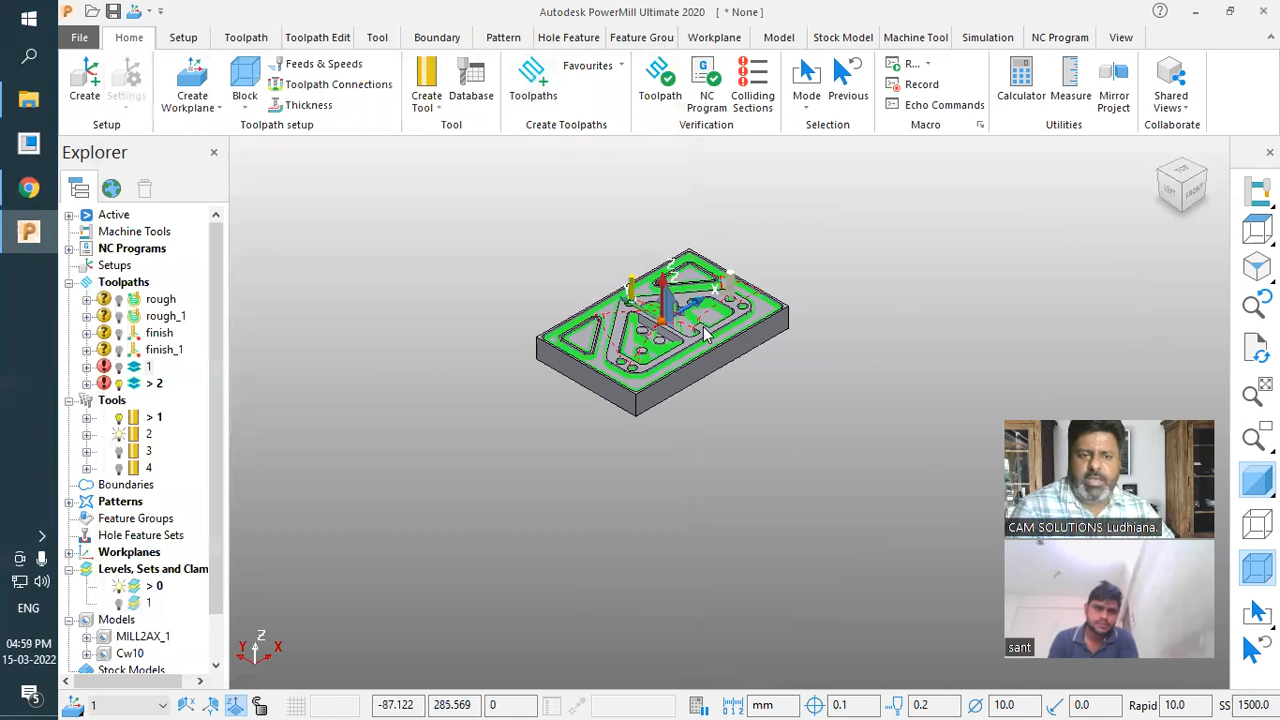 Autodesk PowerMill Ultimate 2020 [ * None ]
File Home Setup Toolpath Toolpath Edit Tool Boundary Pattern Hole Feature Feature Grou Workplane Model Stock Model Machine Tool Simulation NC Program View
Create
Settings
Setup
Create Workplane
Block
Feeds & Speeds
Toolpath Connections
Thickness
Toolpath setup
Create Tool
Database
Tool
Toolpaths
Favourites
Create Toolpaths
Toolpath
NC Program
Colliding Sections
Verification
Mode
Previous
Selection
R...
Record
Echo Commands
Macro
Calculator
Measure
Mirror Project
Utilities
Shared Views
Collaborate
Explorer
Active
Machine Tools
NC Programs
Setups
Toolpaths
rough
rough_1
finish
finish_1
1
> 2
Tools
> 1
2
3
4
Boundaries
Patterns
Feature Groups
Hole Feature Sets
Workplanes
Levels, Sets and Clam
> 0
1
Models
MILL2AX_1
Cw10
Stock Models
TOP
LEFT
FRONT
Z
Z
X
Z
Y X
CAM SOLUTIONS Ludhiana.
sant
ENG
04:59 PM
15-03-2022
5
1 -87.122 285.569 0 mm 0.1 0.2 10.0 0.0 Rapid 10.0 SS 1500.0